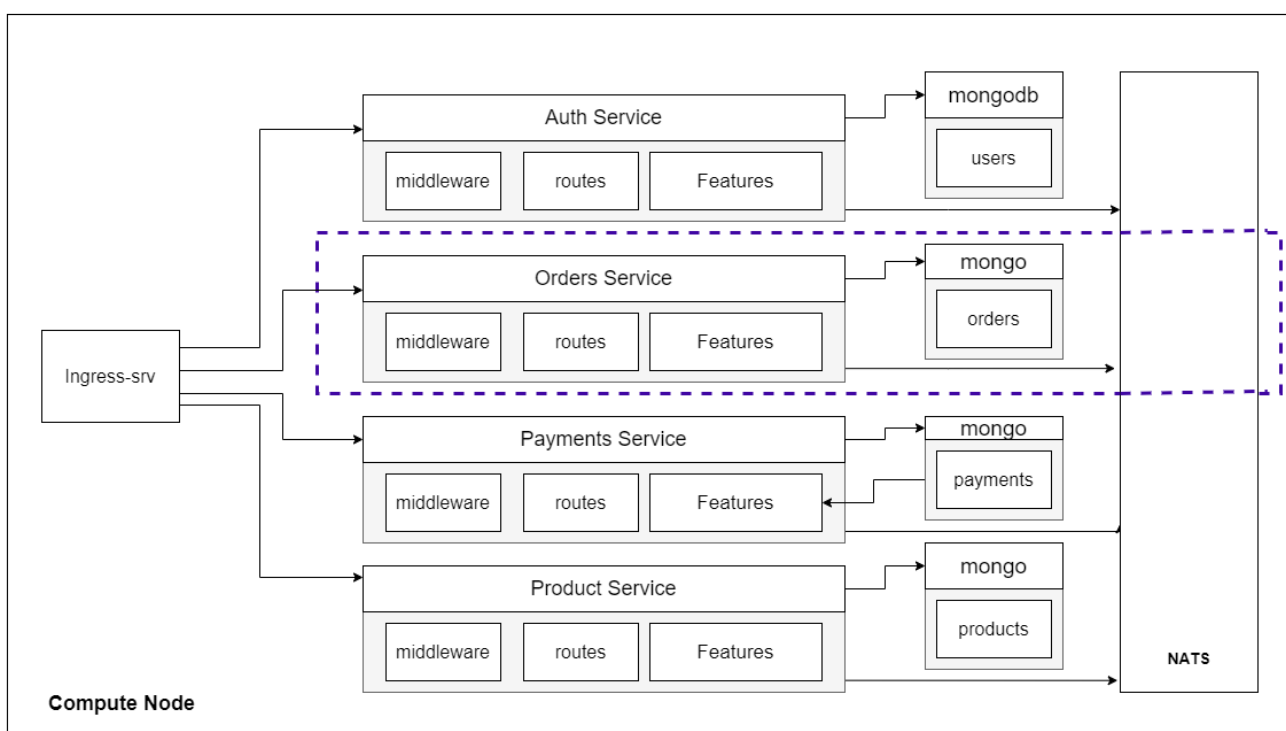 Auth Service
mongodb
middleware
routes
Features
users
Orders Service
mongo
middleware
routes
Features
orders
Ingress-srv
Payments Service
mongo
middleware
routes
Features
payments
Product Service
mongo
middleware
routes
Features
products
NATS
Compute Node